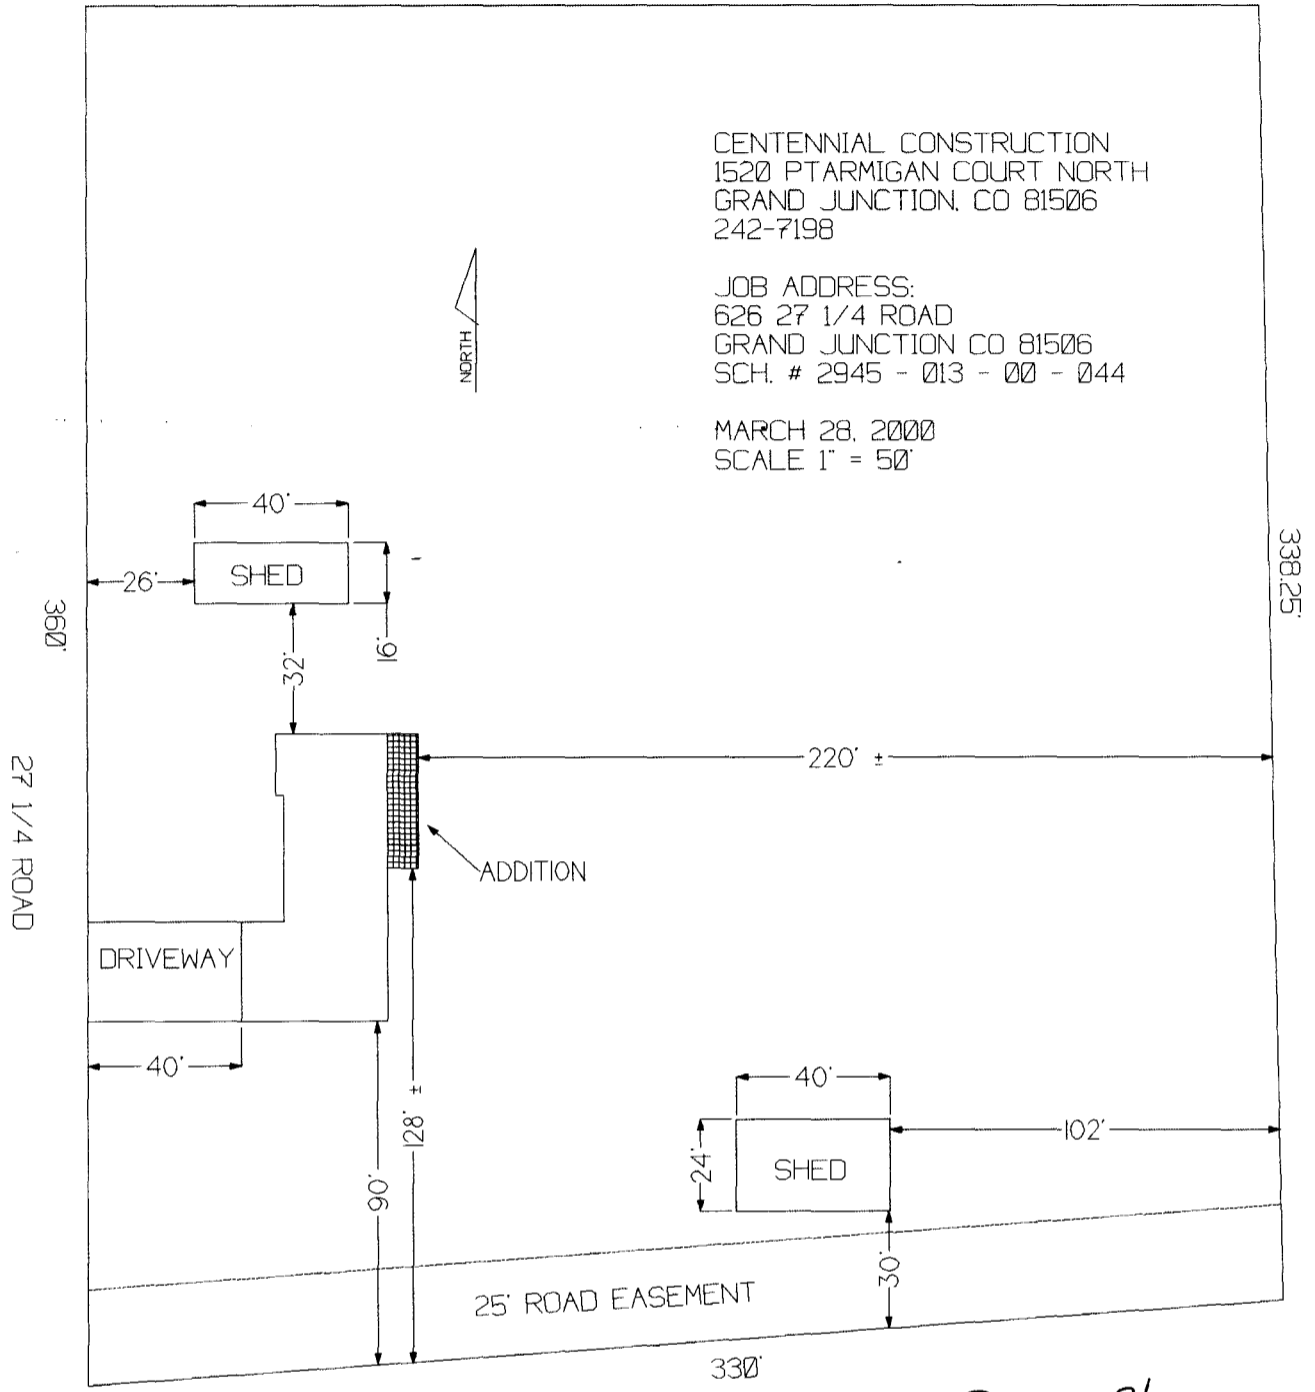 CENTENNIAL CONSTRUCTION
1520 PTARMIGAN COURT NORTH
GRAND JUNCTION, CO 81506
242-7198
JOB ADDRESS:
626 27 1/4 ROAD
GRAND JUNCTION CO 81506
SCH. # 2945 - 013 - 00 - 044
MARCH 28, 2000
SCALE 1" = 50'
NORTH
40'
SHED
26'
16'
32'
360'
338.25'
27 1/4 ROAD
220' ±
ADDITION
DRIVEWAY
40'
128' ±
90'
40'
102'
24'
SHED
30'
25' ROAD EASEMENT
330'